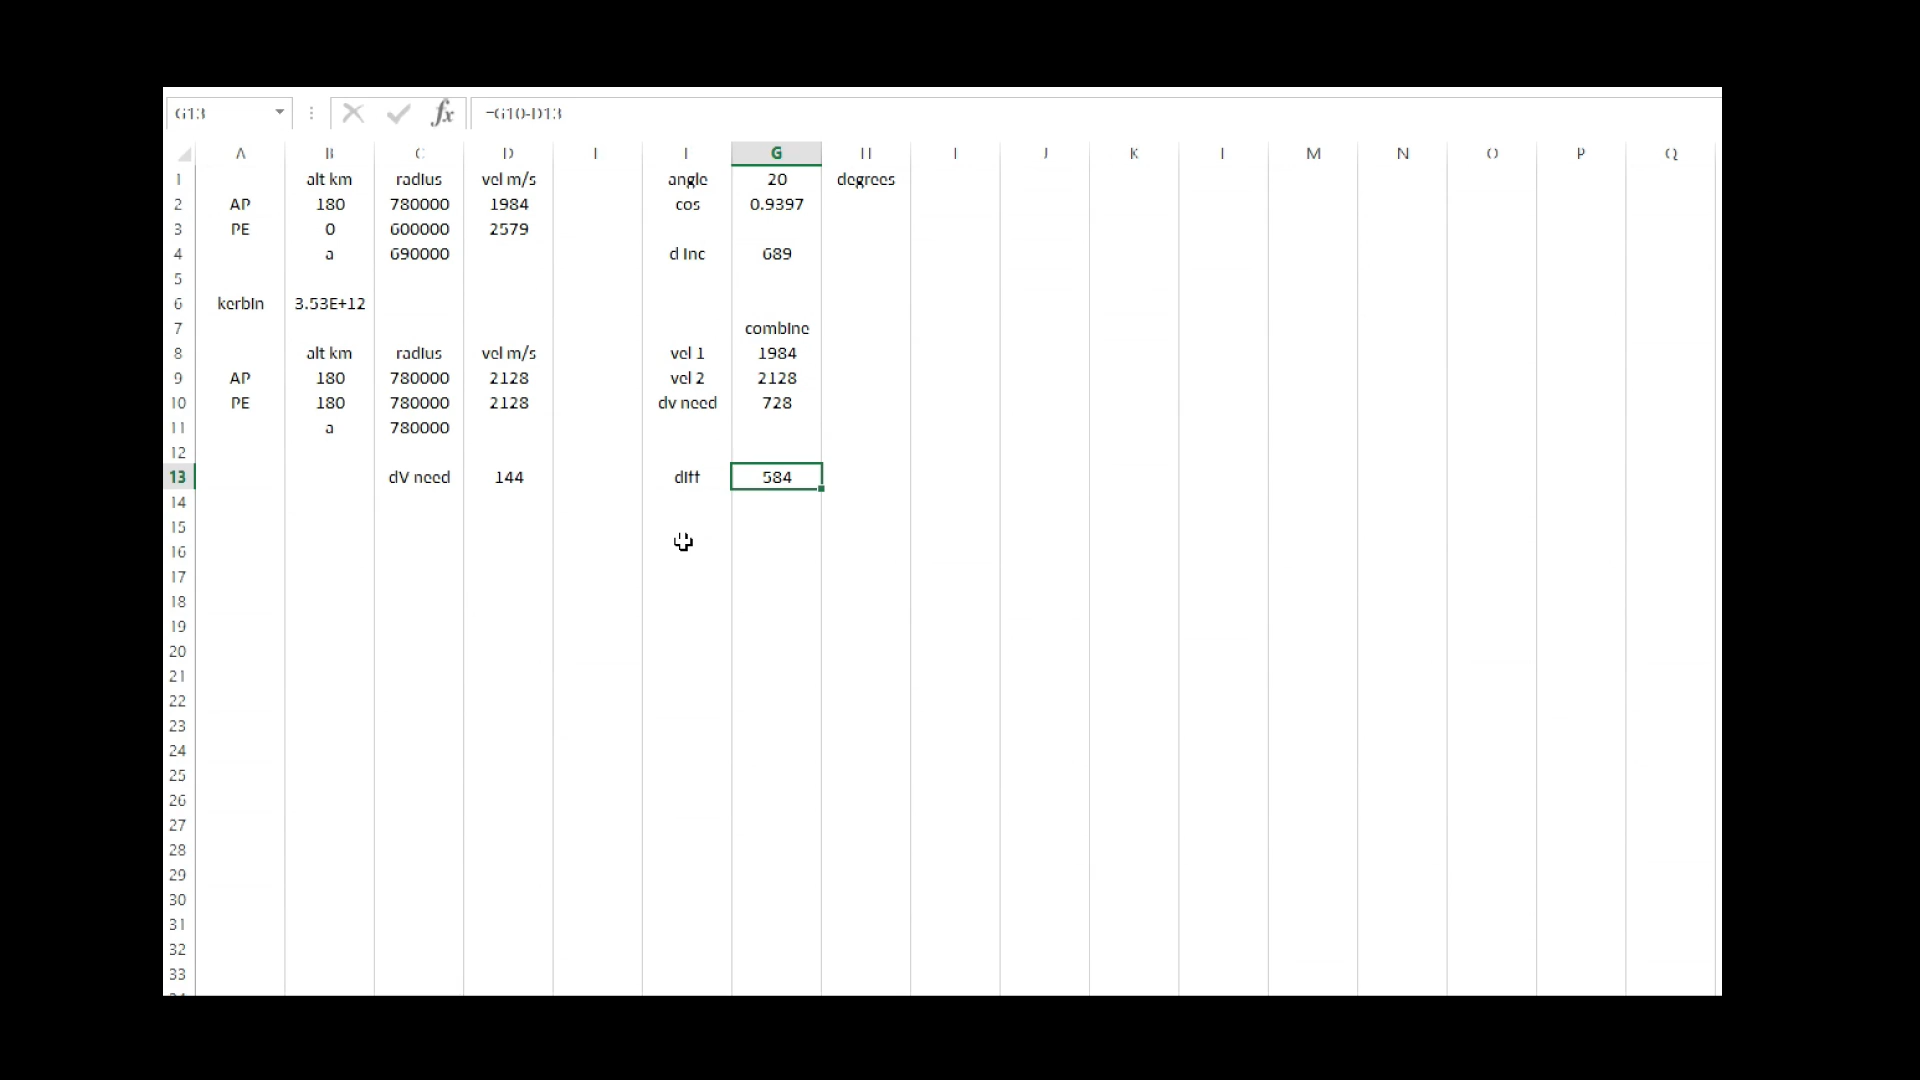 G13 fx =G10-D13
A B C D F G H I J K L M N O P Q
1 alt km radius vel m/s angle 20 degrees
2 AP 180 780000 1984 cos 0.9397
3 PE 0 600000 2579
4 a 690000 d inc 689
5
6 kerbin 3.53E+12
7 combine
8 alt km radius vel m/s vel 1 1984
9 AP 180 780000 2128 vel 2 2128
10 PE 180 780000 2128 dv need 728
11 a 780000
12
13 dV need 144 diff 584
14
15
16
17
18
19
20
21
22
23
24
25
26
27
28
29
30
31
32
33